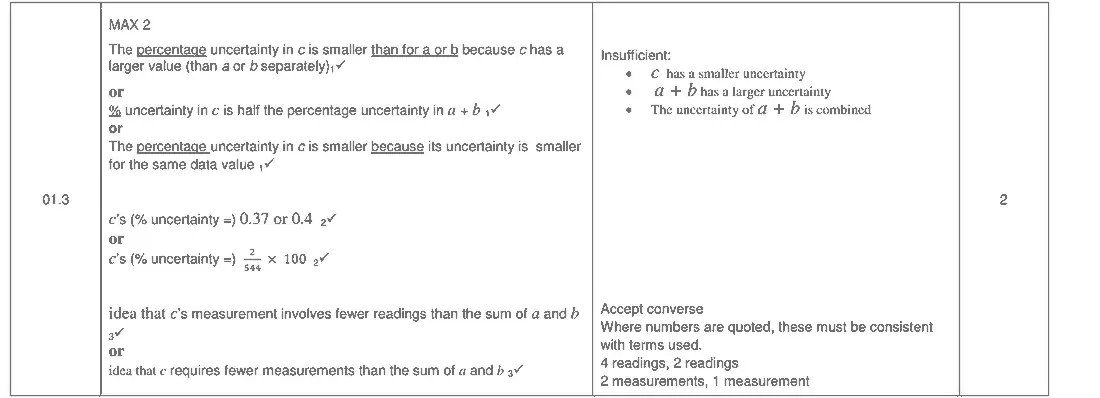 MAX 2
The percentage uncertainty in c is smaller than for a or b because c has a
larger value (than a or b separately)₁✓
or
% uncertainty in c is half the percentage uncertainty in a + b ₁✓
or
The percentage uncertainty in c is smaller because its uncertainty is smaller
for the same data value ₁✓
01.3
c's (% uncertainty =) 0.37 or 0.4 ₂✓
or
c's (% uncertainty =) 2/544 × 100 ₂✓
idea that c's measurement involves fewer readings than the sum of a and b
₃✓
or
idea that c requires fewer measurements than the sum of a and b ₃✓
Insufficient:
• c has a smaller uncertainty
• a + b has a larger uncertainty
• The uncertainty of a + b is combined
Accept converse
Where numbers are quoted, these must be consistent
with terms used.
4 readings, 2 readings
2 measurements, 1 measurement
2